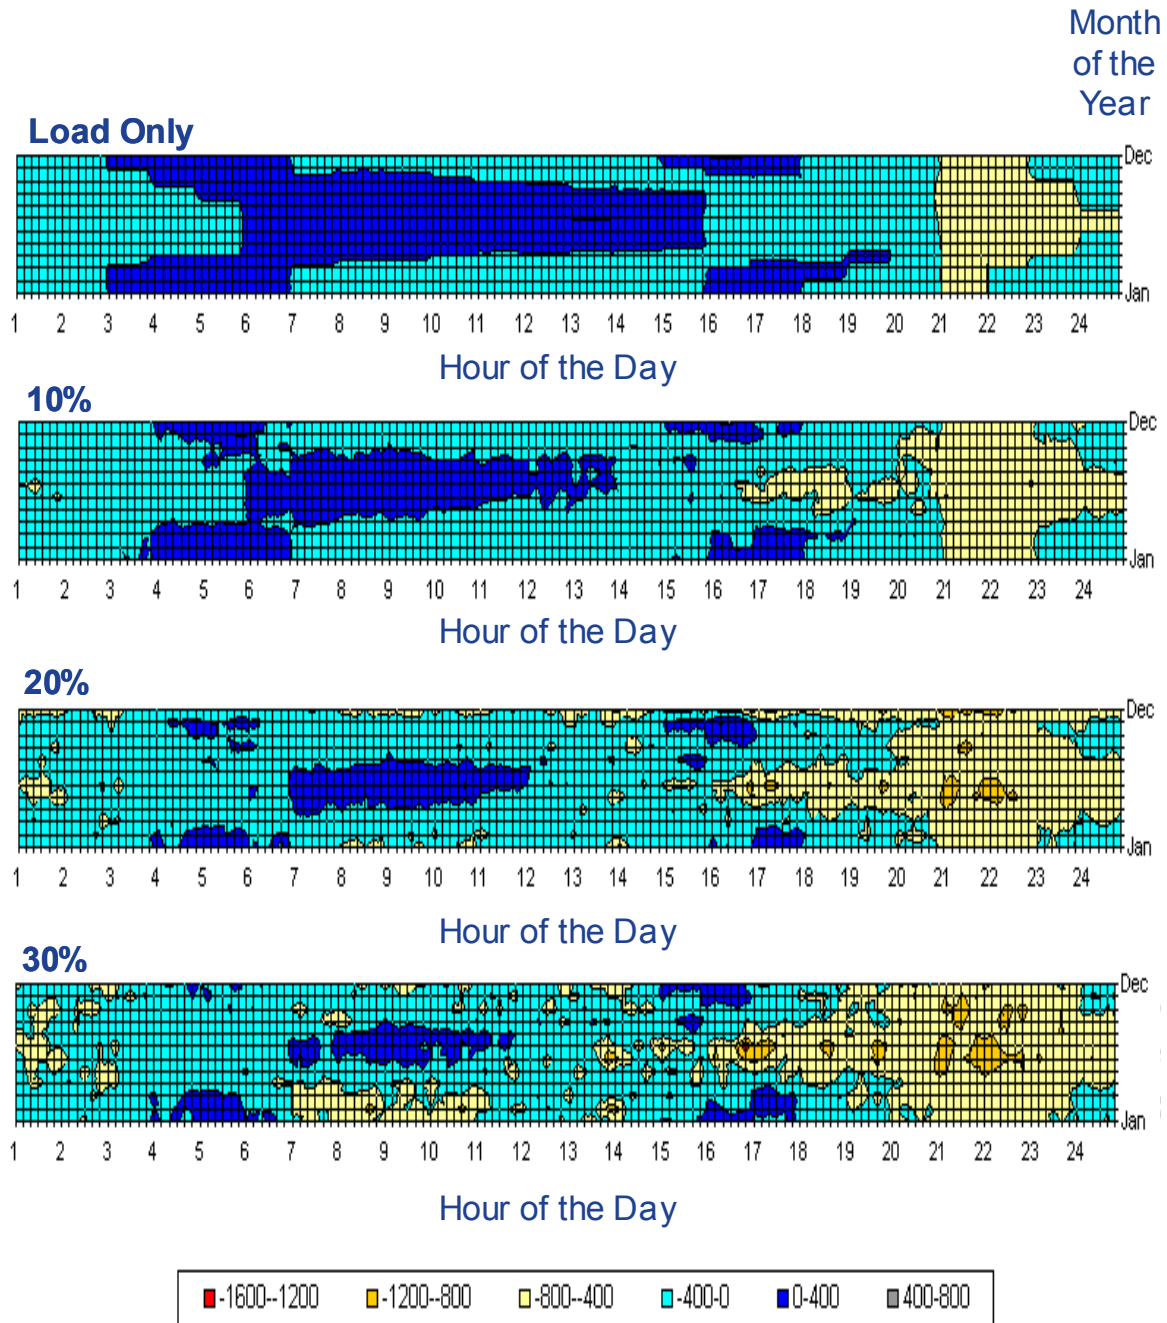 Month
of the
Year
Load Only
Dec
Jan
1 2 3 4 5 6 7 8 9 10 11 12 13 14 15 16 17 18 19 20 21 22 23 24
Hour of the Day
10%
Dec
Jan
1 2 3 4 5 6 7 8 9 10 11 12 13 14 15 16 17 18 19 20 21 22 23 24
Hour of the Day
20%
Dec
Jan
1 2 3 4 5 6 7 8 9 10 11 12 13 14 15 16 17 18 19 20 21 22 23 24
Hour of the Day
30%
Dec
Jan
1 2 3 4 5 6 7 8 9 10 11 12 13 14 15 16 17 18 19 20 21 22 23 24
Hour of the Day
-1600--1200 -1200--800 -800--400 -400-0 0-400 400-800